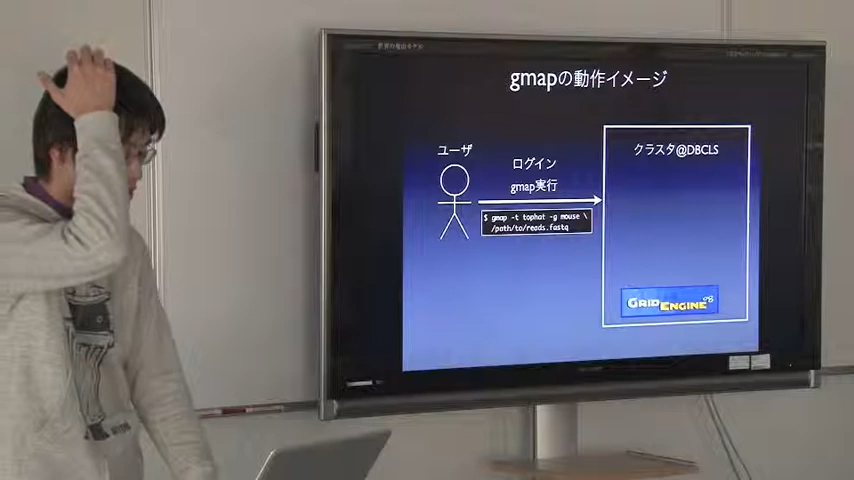 gmapの動作イメージ
ユーザ
ログイン
gmap実行
$ gmap -t tophat -g mouse \
/path/to/reads.fastq
クラスタ@DBCLS
GRID ENGINE